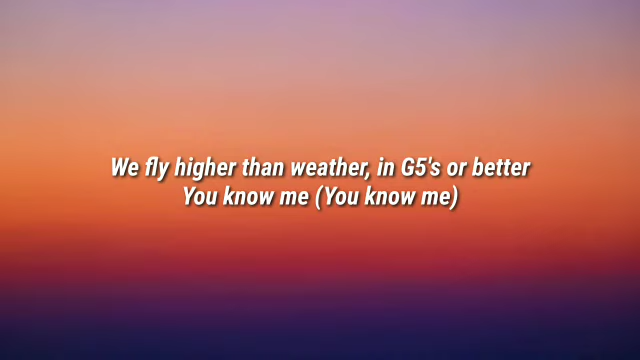 We fly higher than weather, in G5's or better
You know me (You know me)